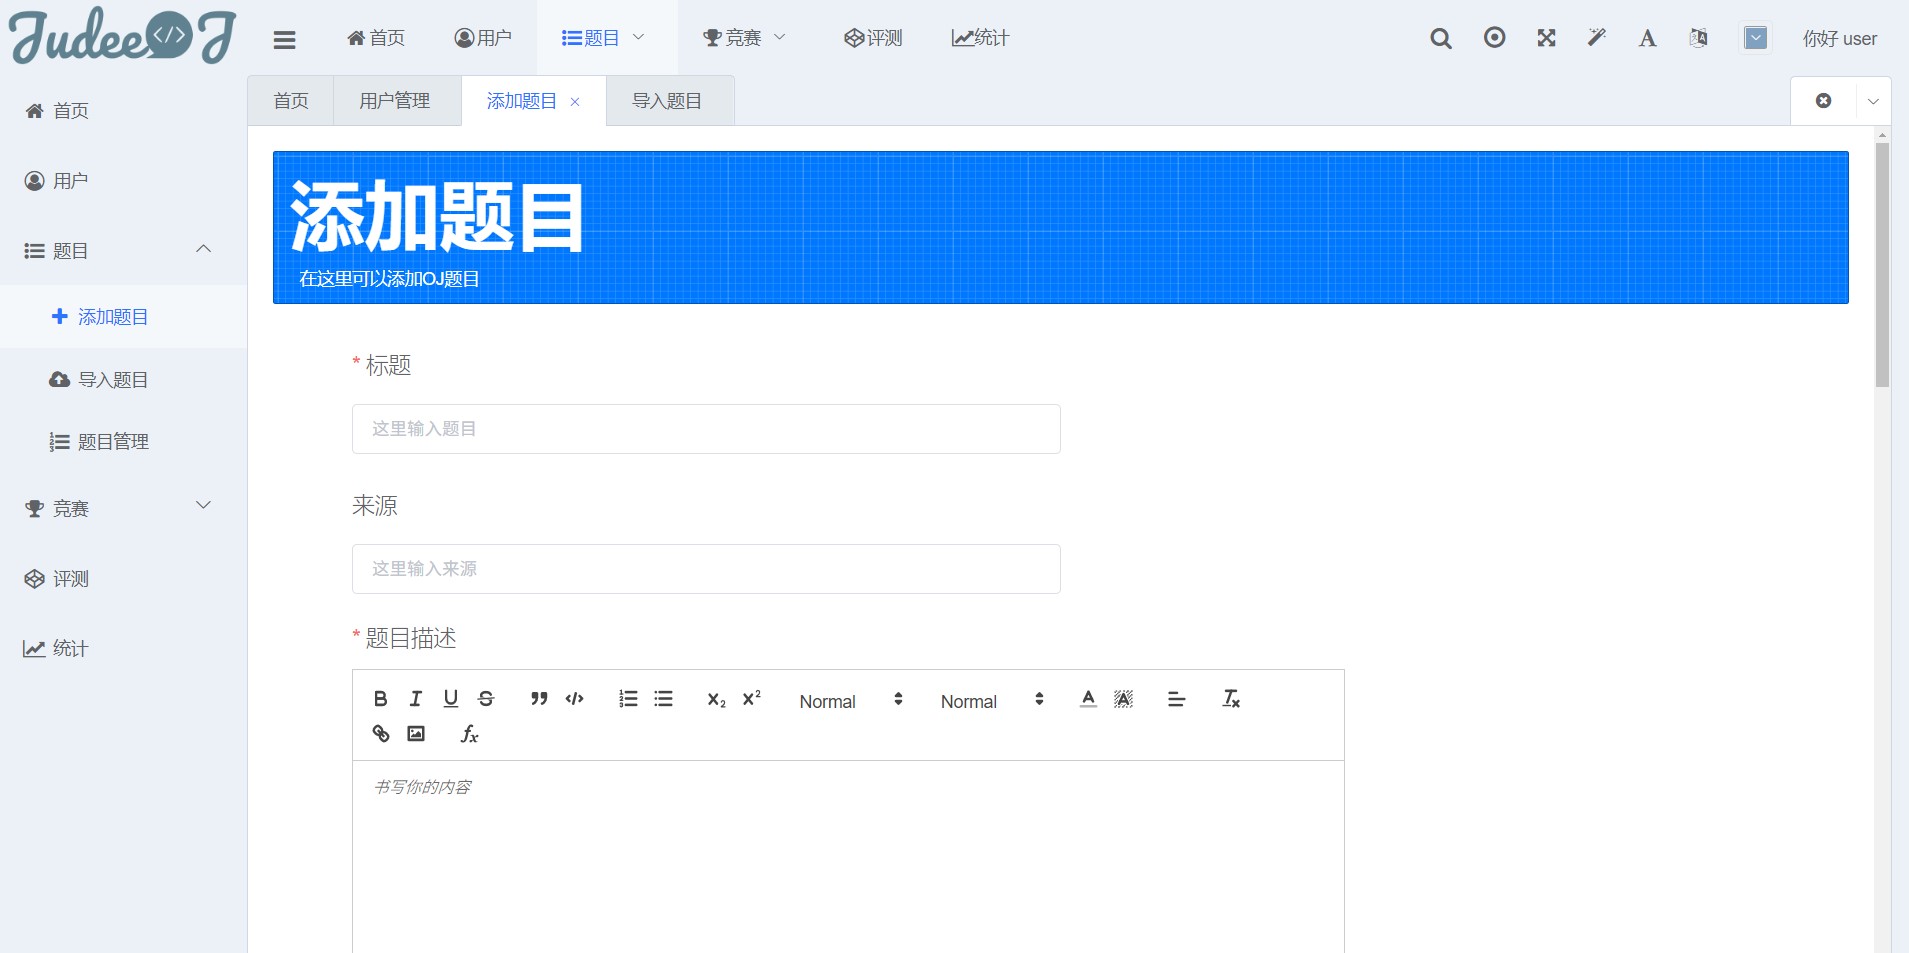 Judee</>J
首页
用户
题目
竞赛
评测
统计
你好 user
首页
用户
题目
添加题目
导入题目
题目管理
竞赛
评测
统计
首页
用户管理
添加题目
导入题目
添加题目
在这里可以添加OJ题目
* 标题
这里输入题目
来源
这里输入来源
* 题目描述
Normal
Normal
书写你的内容